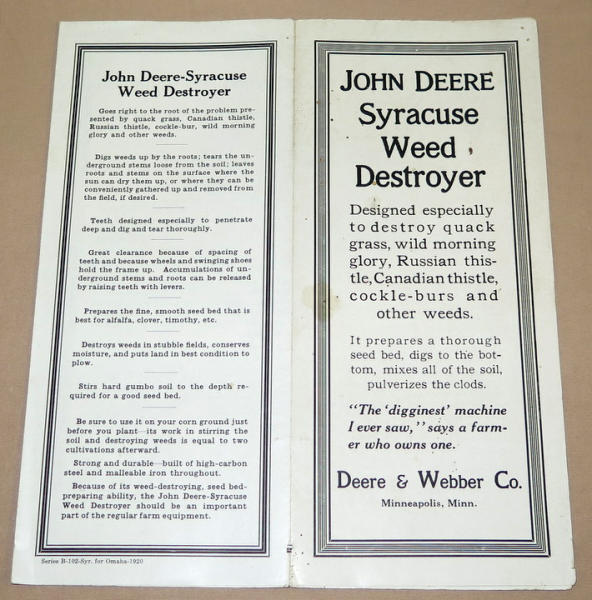 John Deere-Syracuse
Weed Destroyer
Goes right to the root of the problem pre-
sented by quack grass, Canadian thistle,
Russian thistle, cockle-bur, wild morning
glory and other weeds.
Digs weeds up by the roots; tears the un-
derground stems loose from the soil; leaves
roots and stems on the surface where the
sun can dry them up, or where they can be
conveniently gathered up and removed from
the field, if desired.
Teeth designed especially to penetrate
deep and dig and tear thoroughly.
Great clearance because of spacing of
teeth and because wheels and swinging shoes
hold the frame up. Accumulations of un-
derground stems and roots can be released
by raising teeth with levers.
Prepares the fine, smooth seed bed that is
best for alfalfa, clover, timothy, etc.
Destroys weeds in stubble fields, conserves
moisture, and puts land in best condition to
plow.
Stirs hard gumbo soil to the depth re-
quired for a good seed bed.
Be sure to use it on your corn ground just
before you plant—its work in stirring the
soil and destroying weeds is equal to two
cultivations afterward.
Strong and durable—built of high-carbon
steel and malleable iron throughout.
Because of its weed-destroying, seed bed-
preparing ability, the John Deere-Syracuse
Weed Destroyer should be an important
part of the regular farm equipment.
Series B-102-Syr. for Omaha-1920
JOHN DEERE
Syracuse
Weed
Destroyer
Designed especially
to destroy quack
grass, wild morning
glory, Russian this-
tle, Canadian thistle,
cockle-burs and
other weeds.
It prepares a thorough
seed bed, digs to the bot-
tom, mixes all of the soil,
pulverizes the clods.
"The 'digginest' machine
I ever saw," says a farm-
er who owns one.
Deere & Webber Co.
Minneapolis, Minn.